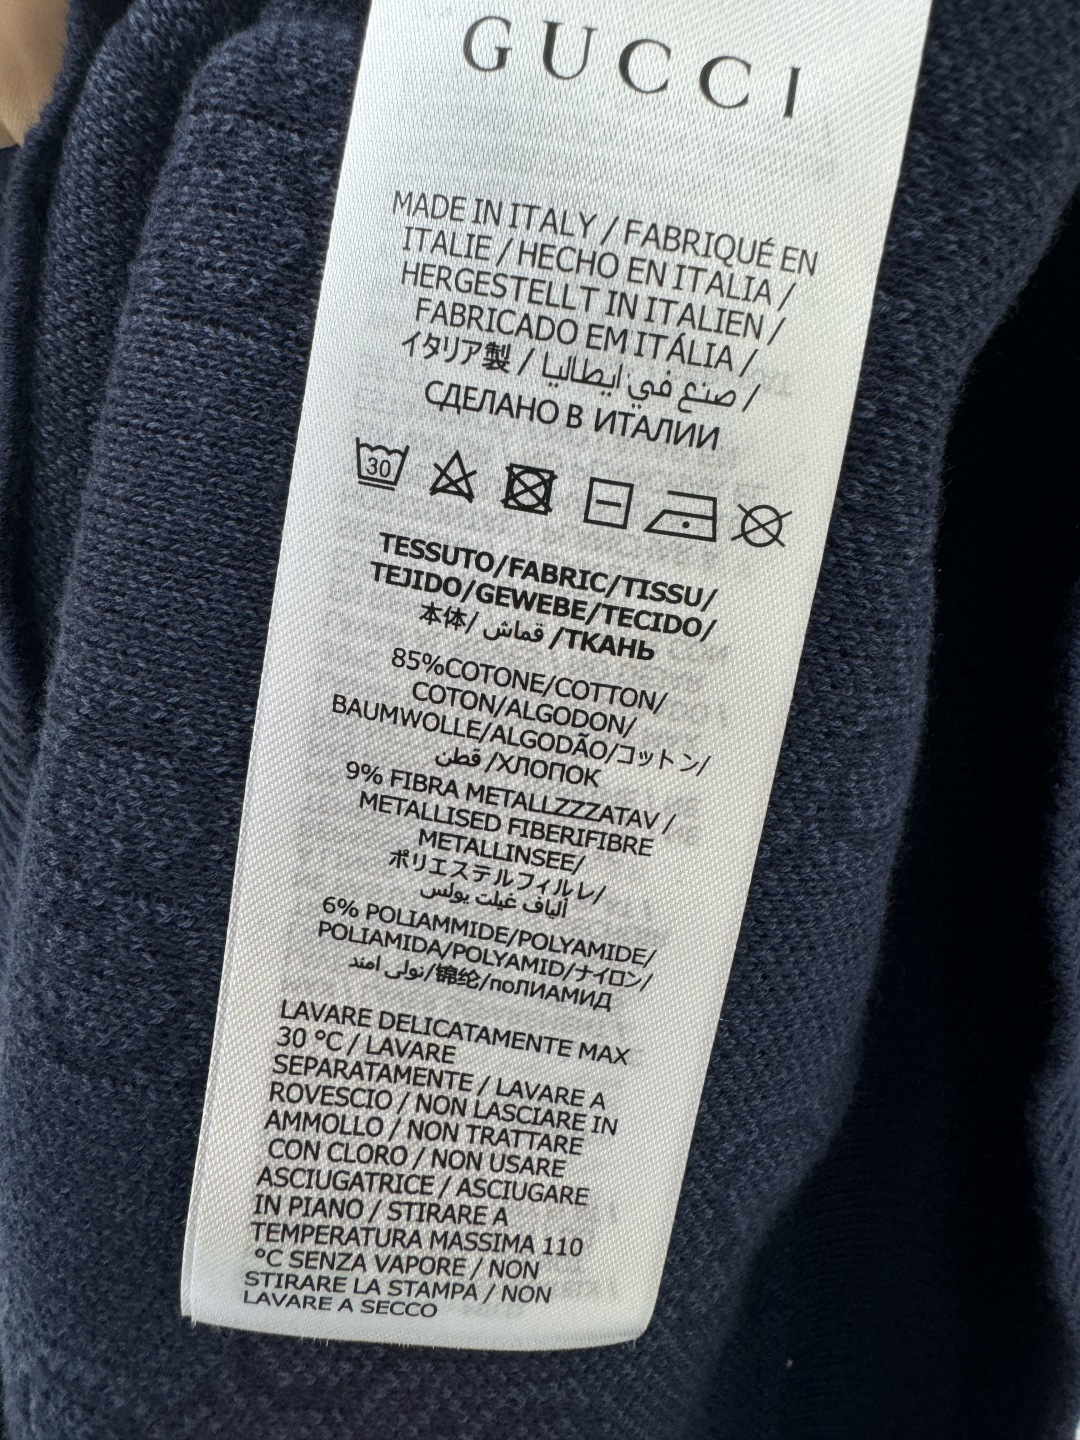 GUCCI
MADE IN ITALY / FABRIQUÉ EN
ITALIE / HECHO EN ITALIA /
HERGESTELLT IN ITALIEN /
FABRICADO EM ITÁLIA /
イタリア製 / صنع في ايطاليا /
СДЕЛАНО В ИТАЛИИ
30
TESSUTO/FABRIC/TISSU/
TEJIDO/GEWEBE/TECIDO/
本体/ قماش /ТКАНЬ
85%COTONE/COTTON/
COTON/ALGODON/
BAUMWOLLE/ALGODÃO/コットン/
قطن /ХЛОПОК
9% FIBRA METALLZZZATAV /
METALLISED FIBERIFIBRE
METALLINSEE/
ポリエステルフィルレ/
ألياف غيلت بولس
6% POLIAMMIDE/POLYAMIDE/
POLIAMIDA/POLYAMID/ナイロン/
نولى امند/锦纶/поЛИАМИД
LAVARE DELICATAMENTE MAX
30 °C / LAVARE
SEPARATAMENTE / LAVARE A
ROVESCIO / NON LASCIARE IN
AMMOLLO / NON TRATTARE
CON CLORO / NON USARE
ASCIUGATRICE / ASCIUGARE
IN PIANO / STIRARE A
TEMPERATURA MASSIMA 110
°C SENZA VAPORE / NON
STIRARE LA STAMPA / NON
LAVARE A SECCO